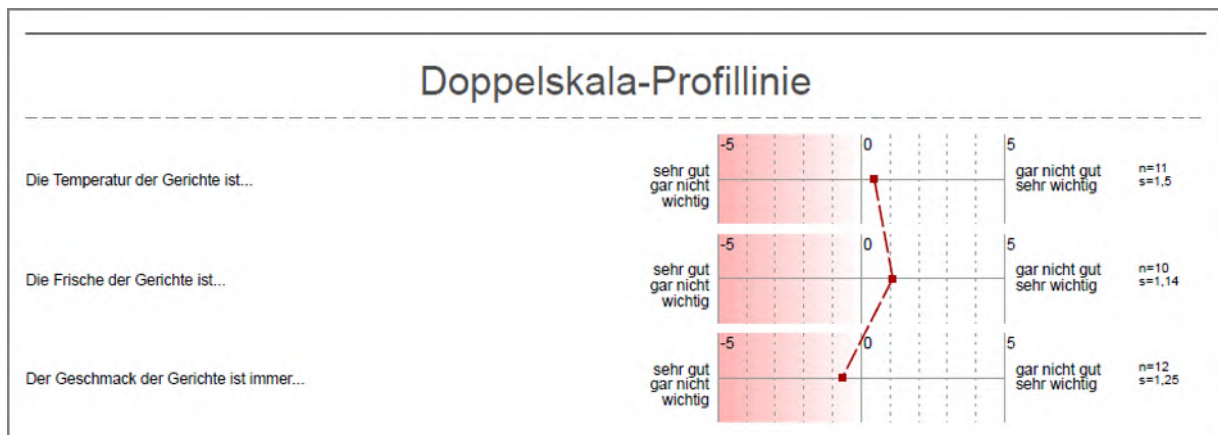 Doppelskala-Profillinie
-5 0 5
Die Temperatur der Gerichte ist...
sehr gut
gar nicht
wichtig
gar nicht gut
sehr wichtig
n=11
s=1,5
-5 0 5
Die Frische der Gerichte ist...
sehr gut
gar nicht
wichtig
gar nicht gut
sehr wichtig
n=10
s=1,14
-5 0 5
Der Geschmack der Gerichte ist immer...
sehr gut
gar nicht
wichtig
gar nicht gut
sehr wichtig
n=12
s=1,25